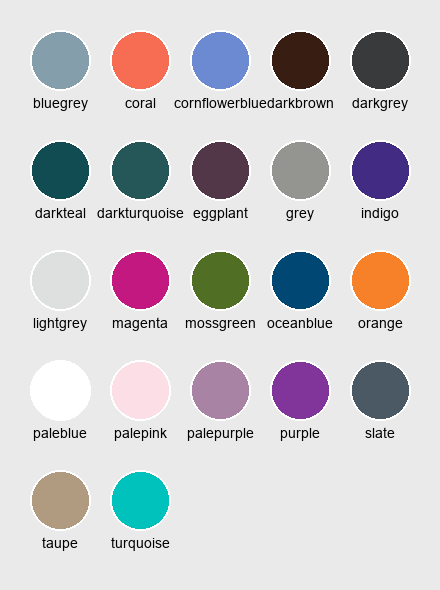 bluegrey coral cornflowerblue darkbrown darkgrey
darkteal darkturquoise eggplant grey indigo
lightgrey magenta mossgreen oceanblue orange
paleblue palepink palepurple purple slate
taupe turquoise